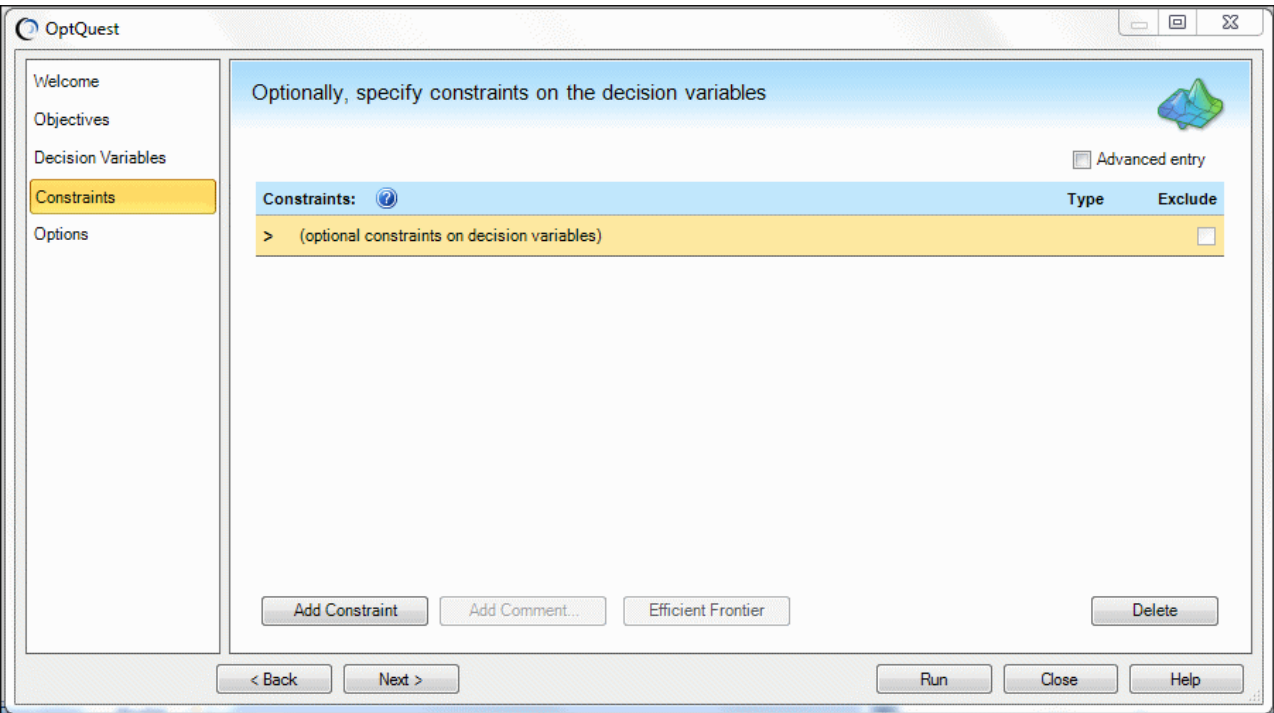 OptQuest
Welcome
Objectives
Decision Variables
Constraints
Options
Optionally, specify constraints on the decision variables
Advanced entry
Constraints: Type Exclude
> (optional constraints on decision variables)
Add Constraint Add Comment... Efficient Frontier Delete
< Back Next > Run Close Help